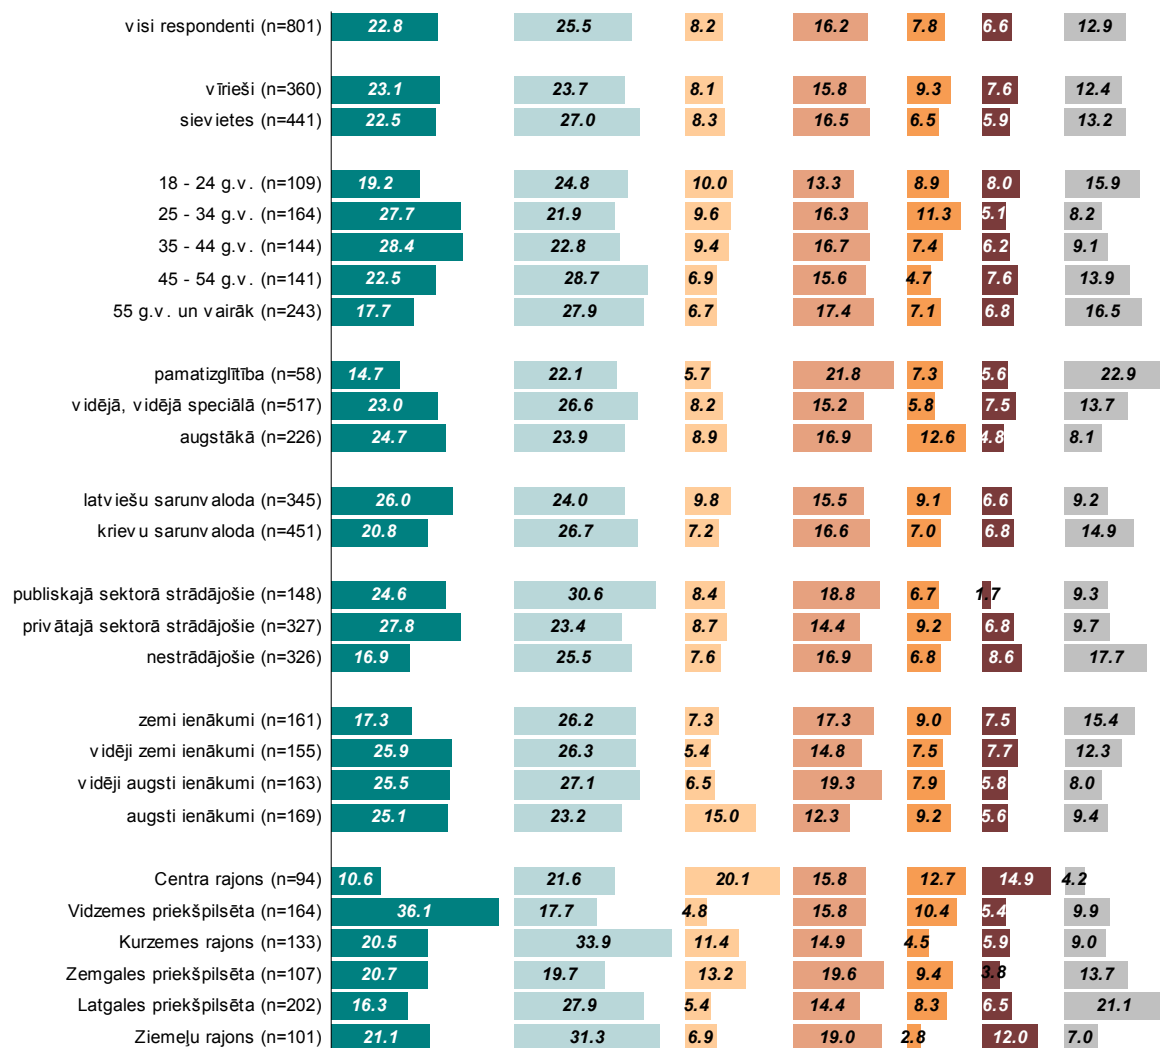 visi respondenti (n=801) 22.8 25.5 8.2 16.2 7.8 6.6 12.9
vīrieši (n=360) 23.1 23.7 8.1 15.8 9.3 7.6 12.4
sievietes (n=441) 22.5 27.0 8.3 16.5 6.5 5.9 13.2
18 - 24 g.v. (n=109) 19.2 24.8 10.0 13.3 8.9 8.0 15.9
25 - 34 g.v. (n=164) 27.7 21.9 9.6 16.3 11.3 5.1 8.2
35 - 44 g.v. (n=144) 28.4 22.8 9.4 16.7 7.4 6.2 9.1
45 - 54 g.v. (n=141) 22.5 28.7 6.9 15.6 4.7 7.6 13.9
55 g.v. un vairāk (n=243) 17.7 27.9 6.7 17.4 7.1 6.8 16.5
pamatizglītība (n=58) 14.7 22.1 5.7 21.8 7.3 5.6 22.9
vidējā, vidējā speciālā (n=517) 23.0 26.6 8.2 15.2 5.8 7.5 13.7
augstākā (n=226) 24.7 23.9 8.9 16.9 12.6 4.8 8.1
latviešu sarunvaloda (n=345) 26.0 24.0 9.8 15.5 9.1 6.6 9.2
krievu sarunvaloda (n=451) 20.8 26.7 7.2 16.6 7.0 6.8 14.9
publiskajā sektorā strādājošie (n=148) 24.6 30.6 8.4 18.8 6.7 1.7 9.3
privātajā sektorā strādājošie (n=327) 27.8 23.4 8.7 14.4 9.2 6.8 9.7
nestrādājošie (n=326) 16.9 25.5 7.6 16.9 6.8 8.6 17.7
zemi ienākumi (n=161) 17.3 26.2 7.3 17.3 9.0 7.5 15.4
vidēji zemi ienākumi (n=155) 25.9 26.3 5.4 14.8 7.5 7.7 12.3
vidēji augsti ienākumi (n=163) 25.5 27.1 6.5 19.3 7.9 5.8 8.0
augsti ienākumi (n=169) 25.1 23.2 15.0 12.3 9.2 5.6 9.4
Centra rajons (n=94) 10.6 21.6 20.1 15.8 12.7 14.9 4.2
Vidzemes priekšpilsēta (n=164) 36.1 17.7 4.8 15.8 10.4 5.4 9.9
Kurzemes rajons (n=133) 20.5 33.9 11.4 14.9 4.5 5.9 9.0
Zemgales priekšpilsēta (n=107) 20.7 19.7 13.2 19.6 9.4 3.8 13.7
Latgales priekšpilsēta (n=202) 16.3 27.9 5.4 14.4 8.3 6.5 21.1
Ziemeļu rajons (n=101) 21.1 31.3 6.9 19.0 2.8 12.0 7.0